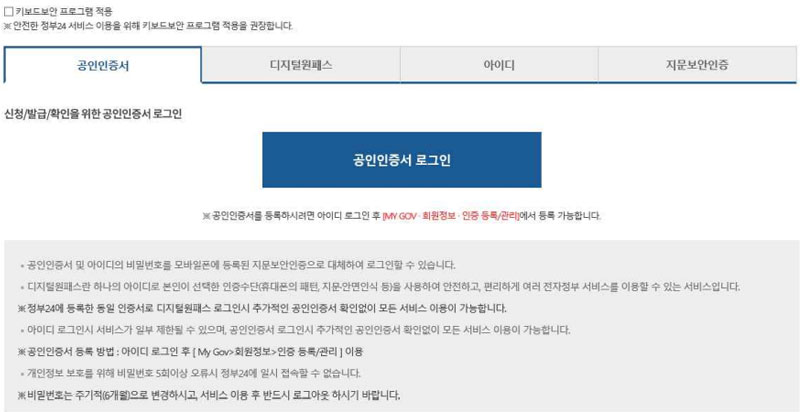 키보드보안 프로그램 적용
※ 안전한 정부24 서비스 이용을 위해 키보드보안 프로그램 적용을 권장합니다.
공인인증서 디지털원패스 아이디 지문보안인증
신청/발급/확인을 위한 공인인증서 로그인
공인인증서 로그인
※ 공인인증서를 등록하시려면 아이디 로그인 후 [MY GOV · 회원정보 · 인증 등록/관리]에서 등록 가능합니다.
◦ 공인인증서 및 아이디의 비밀번호를 모바일폰에 등록된 지문보안인증으로 대체하여 로그인할 수 있습니다.
◦ 디지털원패스란 하나의 아이디로 본인이 선택한 인증수단(휴대폰의 패턴, 지문·안면인식 등)을 사용하여 안전하고, 편리하게 여러 전자정부 서비스를 이용할 수 있는 서비스입니다.
※ 정부24에 등록한 동일 인증서로 디지털원패스 로그인시 추가적인 공인인증서 확인없이 모든 서비스 이용이 가능합니다.
◦ 아이디 로그인시 서비스가 일부 제한될 수 있으며, 공인인증서 로그인시 추가적인 공인인증서 확인없이 모든 서비스 이용이 가능합니다.
※ 공인인증서 등록 방법 : 아이디 로그인 후 [ My Gov>회원정보>인증 등록/관리 ] 이용
◦ 개인정보 보호를 위해 비밀번호 5회이상 오류시 정부24에 일시 접속할 수 없습니다.
※ 비밀번호는 주기적(6개월)으로 변경하시고, 서비스 이용 후 반드시 로그아웃 하시기 바랍니다.